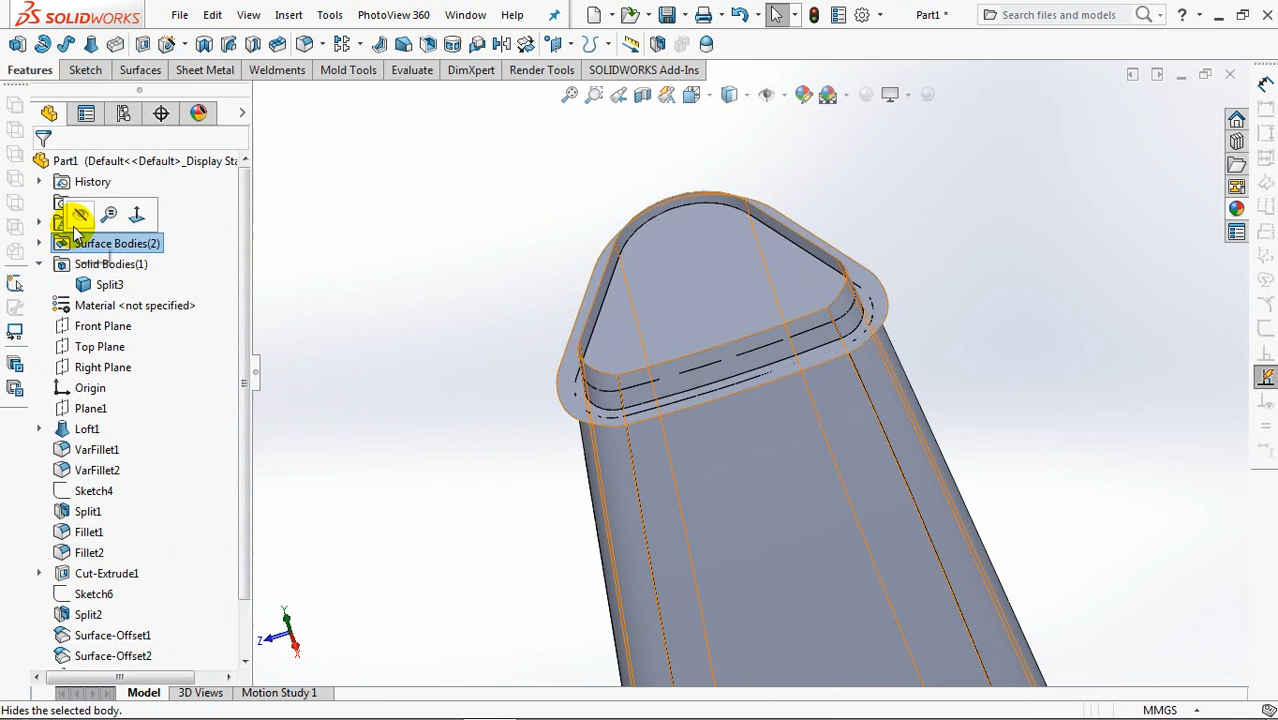 SOLIDWORKS
File Edit View Insert Tools PhotoView 360 Window Help
Part1 *
Search files and models
?
Features Sketch Surfaces Sheet Metal Weldments Mold Tools Evaluate DimXpert Render Tools SOLIDWORKS Add-Ins
Part1 (Default<<Default>_Display Sta
History
Surface Bodies(2)
Solid Bodies(1)
Split3
Material <not specified>
Front Plane
Top Plane
Right Plane
Origin
Plane1
Loft1
VarFillet1
VarFillet2
Sketch4
Split1
Fillet1
Fillet2
Cut-Extrude1
Sketch6
Split2
Surface-Offset1
Surface-Offset2
Y
Z
X
Model 3D Views Motion Study 1
Hides the selected body.
MMGS